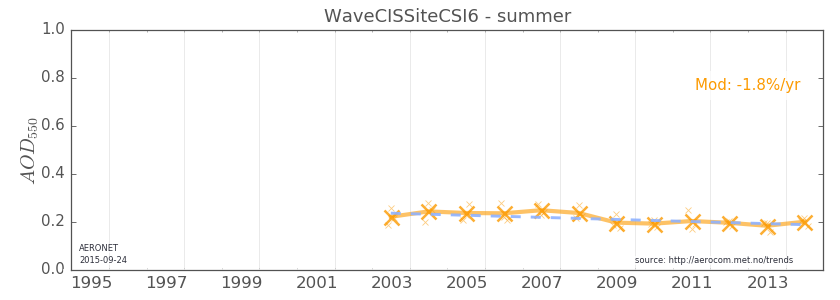 WaveCISSiteCSI6 - summer
1.0
0.8
0.6
0.4
0.2
0.0
AOD550
Mod: -1.8%/yr
AERONET
2015-09-24
source: http://aerocom.met.no/trends
1995 1997 1999 2001 2003 2005 2007 2009 2011 2013